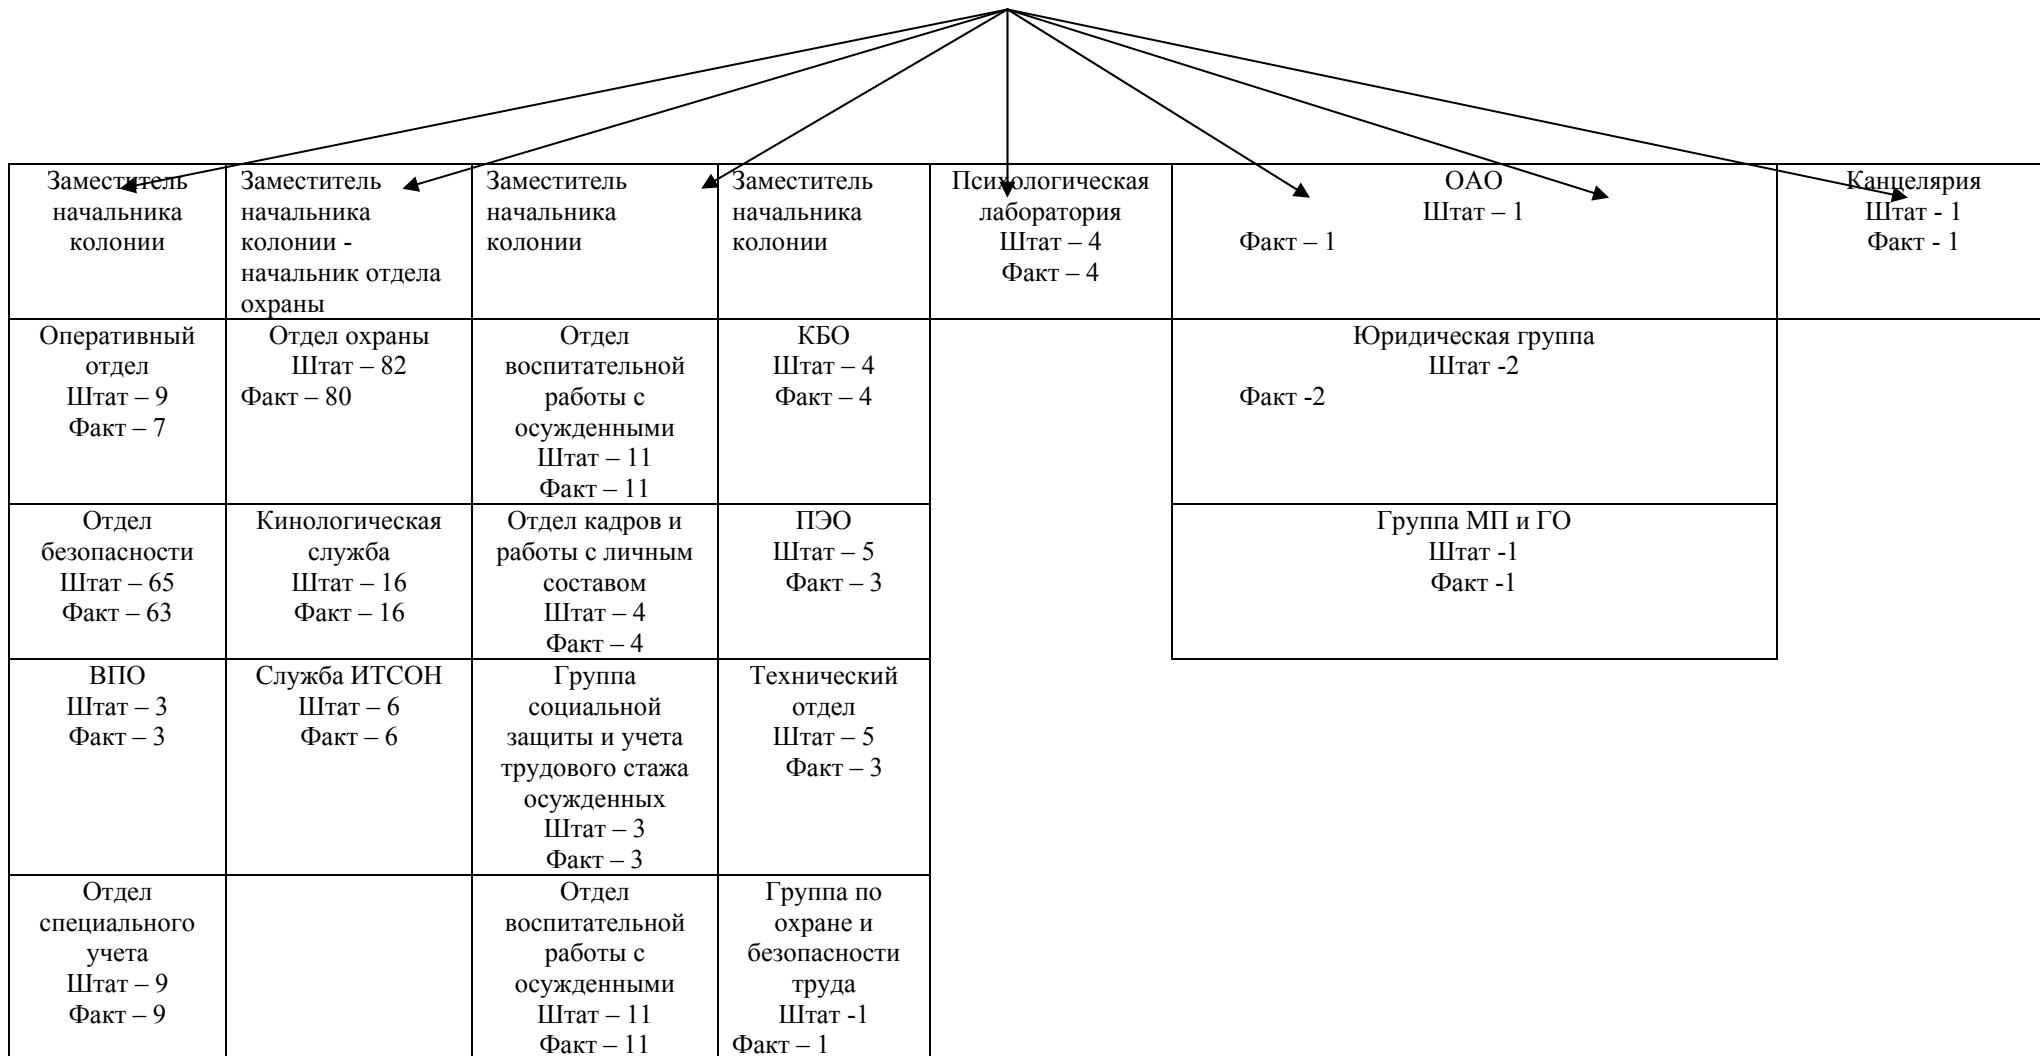 Заместитель
начальника
колонии
Заместитель
начальника
колонии -
начальник отдела
охраны
Заместитель
начальника
колонии
Заместитель
начальника
колонии
Психологическая
лаборатория
Штат – 4
Факт – 4
ОАО
Штат – 1
Факт – 1
Канцелярия
Штат - 1
Факт - 1
Оперативный
отдел
Штат – 9
Факт – 7
Отдел охраны
Штат – 82
Факт – 80
Отдел
воспитательной
работы с
осужденными
Штат – 11
Факт – 11
КБО
Штат – 4
Факт – 4
Юридическая группа
Штат -2
Факт -2
Отдел
безопасности
Штат – 65
Факт – 63
Кинологическая
служба
Штат – 16
Факт – 16
Отдел кадров и
работы с личным
составом
Штат – 4
Факт – 4
ПЭО
Штат – 5
Факт – 3
Группа МП и ГО
Штат -1
Факт -1
ВПО
Штат – 3
Факт – 3
Служба ИТСОН
Штат – 6
Факт – 6
Группа
социальной
защиты и учета
трудового стажа
осужденных
Штат – 3
Факт – 3
Технический
отдел
Штат – 5
Факт – 3
Отдел
специального
учета
Штат – 9
Факт – 9
Отдел
воспитательной
работы с
осужденными
Штат – 11
Факт – 11
Группа по
охране и
безопасности
труда
Штат -1
Факт – 1